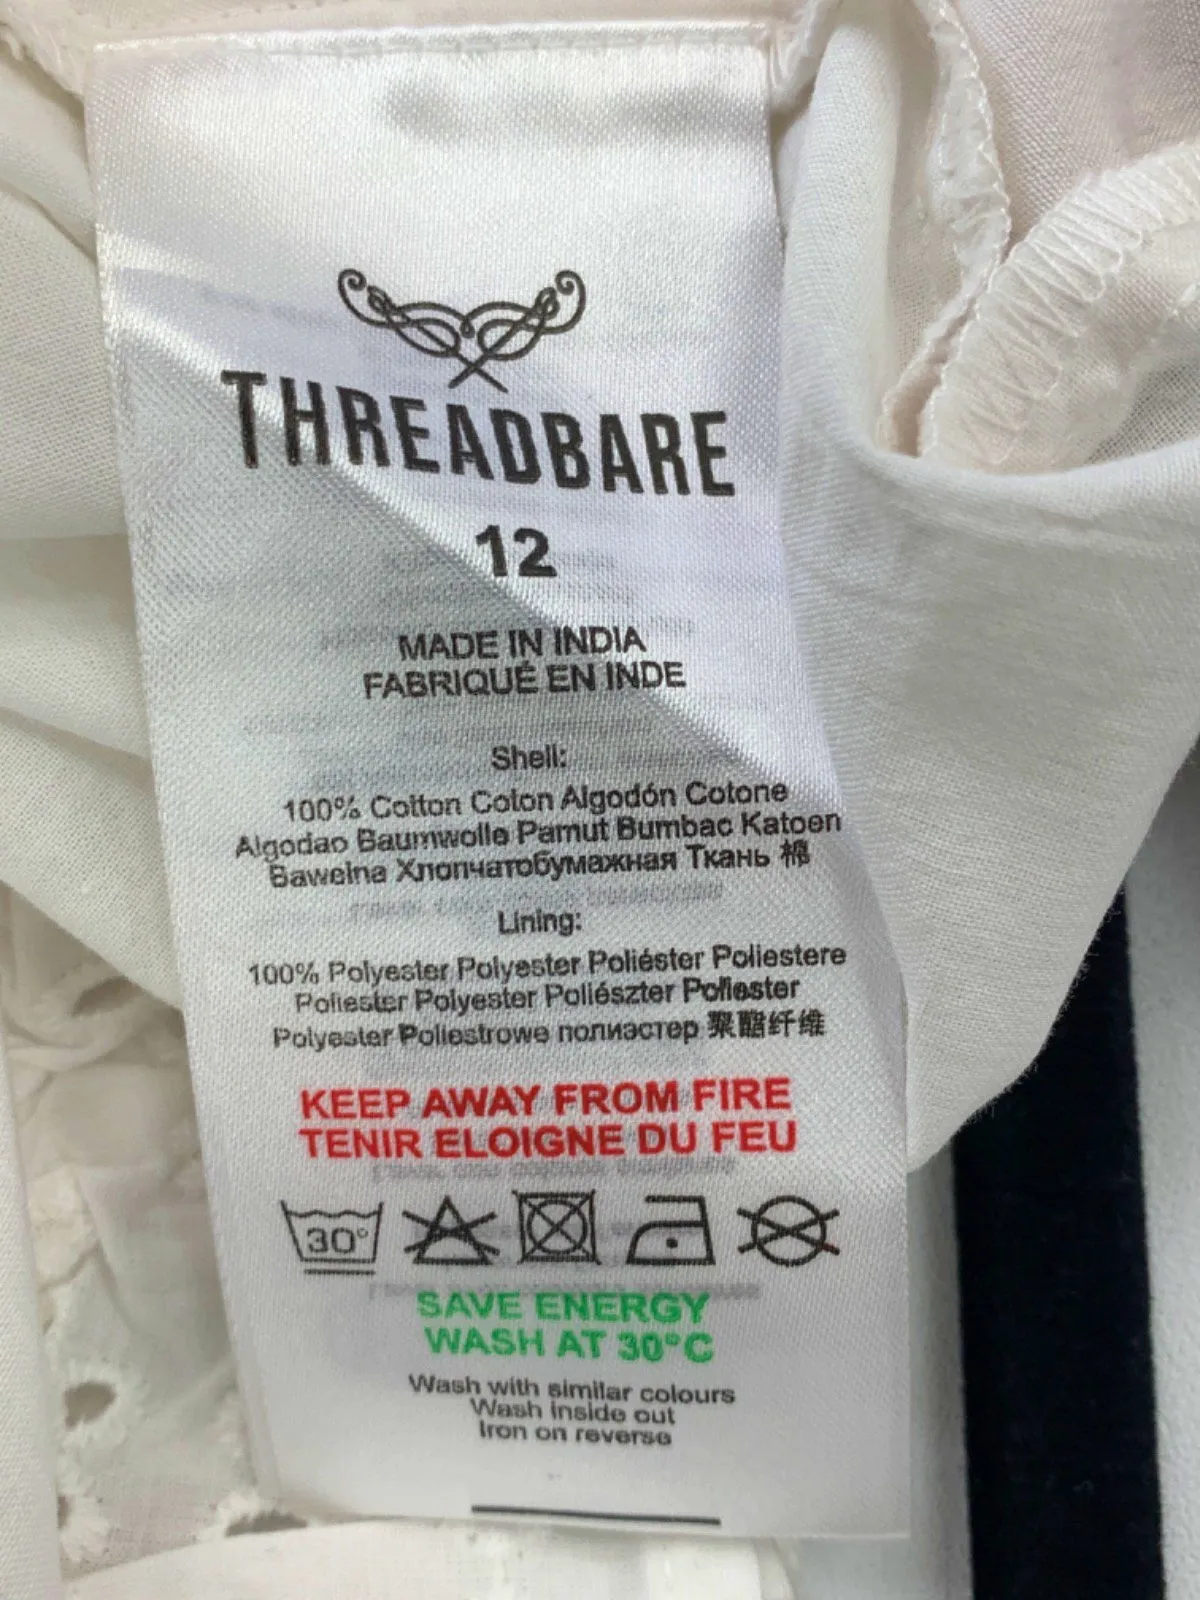 THREADBARE
12
MADE IN INDIA
FABRIQUÉ EN INDE
Shell:
100% Cotton Coton Algodón Cotone
Algodao Baumwolle Pamut Bumbac Katoen
Bawelna Хлопчатобумажная Ткань 棉
Lining:
100% Polyester Polyester Poliéster Poliestere
Poliester Polyester Poliészter Poliester
Polyester Poliestrowe полиэстер 聚酯纤维
KEEP AWAY FROM FIRE
TENIR ELOIGNE DU FEU
30°
SAVE ENERGY
WASH AT 30°C
Wash with similar colours
Wash inside out
Iron on reverse